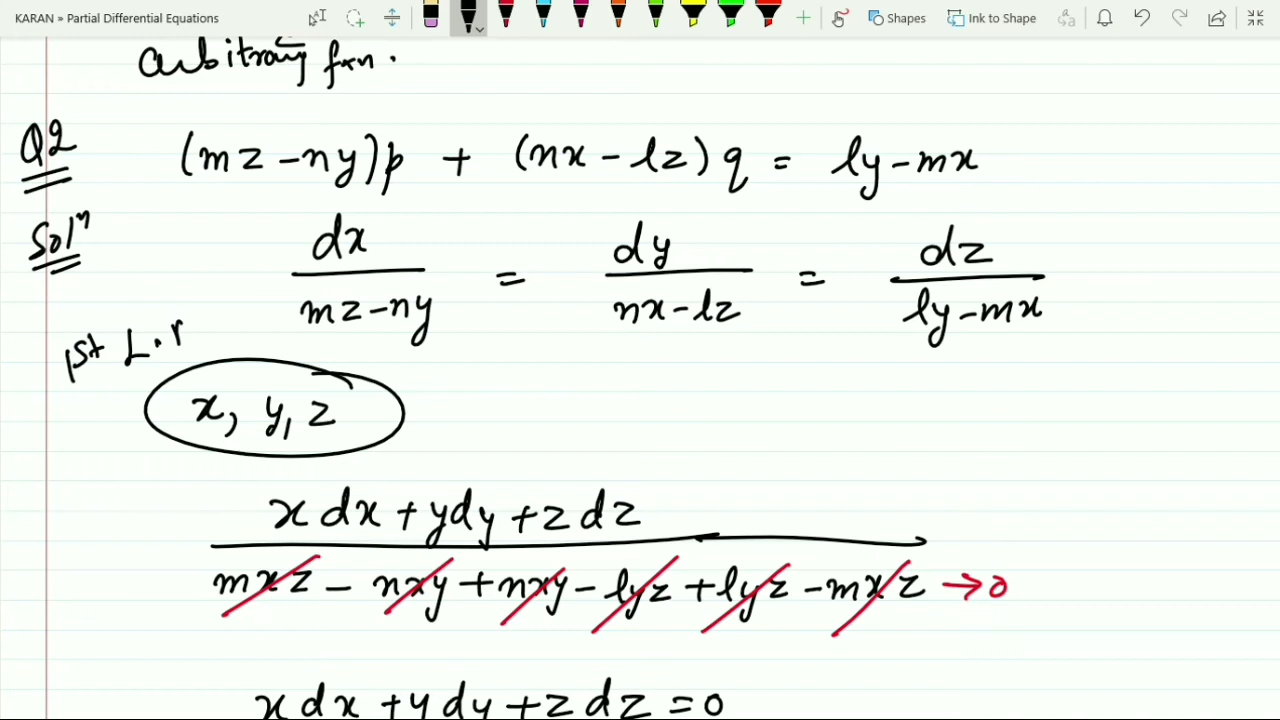 KARAN » Partial Differential Equations Shapes Ink to Shape
arbitrary fxn.
Q2 (mz-ny)p + (nx-lz)q = ly-mx
Solⁿ dx/(mz-ny) = dy/(nx-lz) = dz/(ly-mx)
1st L.r
x, y, z
x dx + y dy + z dz
mxz - nxy + nxy - lyz + lyz - mxz → 0
x dx + y dy + z dz = 0